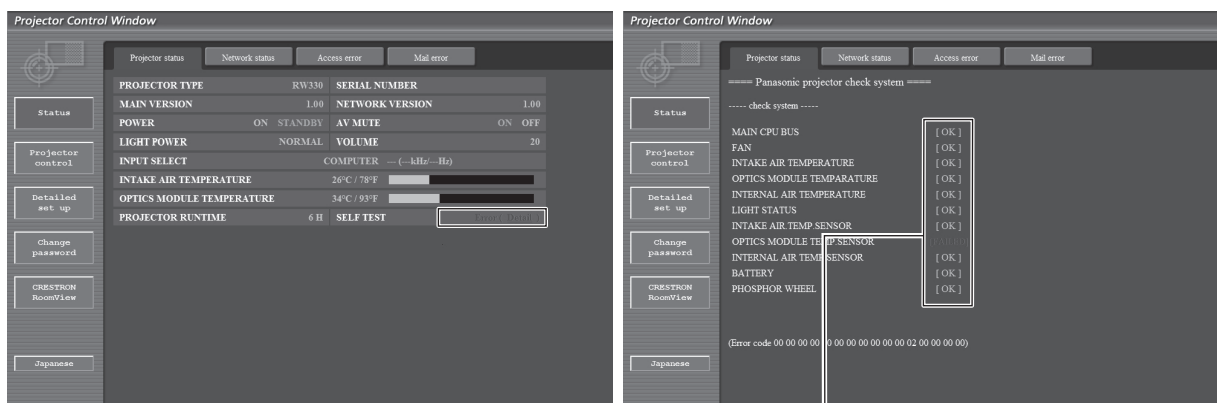 Projector Control Window
Projector status
Network status
Access error
Mail error
Status
Projector control
Detailed set up
Change password
CRESTRON RoomView
Japanese
PROJECTOR TYPE RW330 SERIAL NUMBER
MAIN VERSION 1.00 NETWORK VERSION 1.00
POWER ON STANDBY AV MUTE ON OFF
LIGHT POWER NORMAL VOLUME 20
INPUT SELECT COMPUTER --- (---kHz/---Hz)
INTAKE AIR TEMPERATURE 26°C / 78°F
OPTICS MODULE TEMPERATURE 34°C / 93°F
PROJECTOR RUNTIME 6 H SELF TEST Error[ Detail ]
Projector Control Window
Projector status
Network status
Access error
Mail error
Status
Projector control
Detailed set up
Change password
CRESTRON RoomView
Japanese
==== Panasonic projector check system ====
----- check system -----
MAIN CPU BUS [ OK ]
FAN [ OK ]
INTAKE AIR TEMPERATURE [ OK ]
OPTICS MODULE TEMPARATURE [ OK ]
INTERNAL AIR TEMPERATURE [ OK ]
LIGHT STATUS [ OK ]
INTAKE AIR.TEMP.SENSOR [ OK ]
OPTICS MODULE TEMP.SENSOR
INTERNAL AIR TEMP.SENSOR [ OK ]
BATTERY [ OK ]
PHOSPHOR WHEEL [ OK ]
(Error code 00 00 00 00 00 00 00 00 00 00 00 02 00 00 00 00)